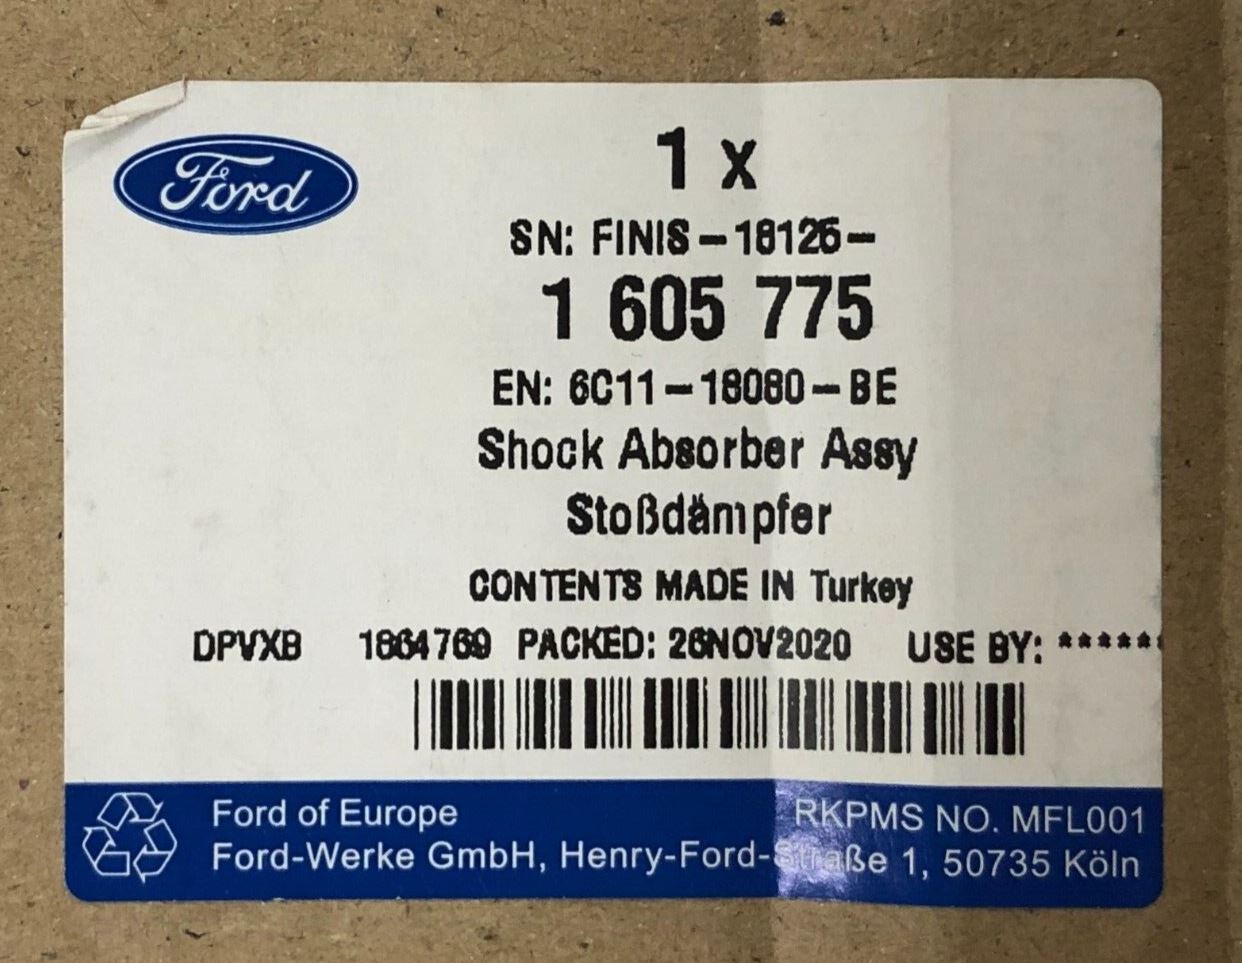 Ford
1 x
SN: FINIS-18126-
1 605 775
EN: 6C11-18080-BE
Shock Absorber Assy
Stoßdämpfer
CONTENTS MADE IN Turkey
DPVXB 1864769 PACKED: 26NOV2020 USE BY: ******
Ford of Europe RKPMS NO. MFL001
Ford-Werke GmbH, Henry-Ford-Straße 1, 50735 Köln